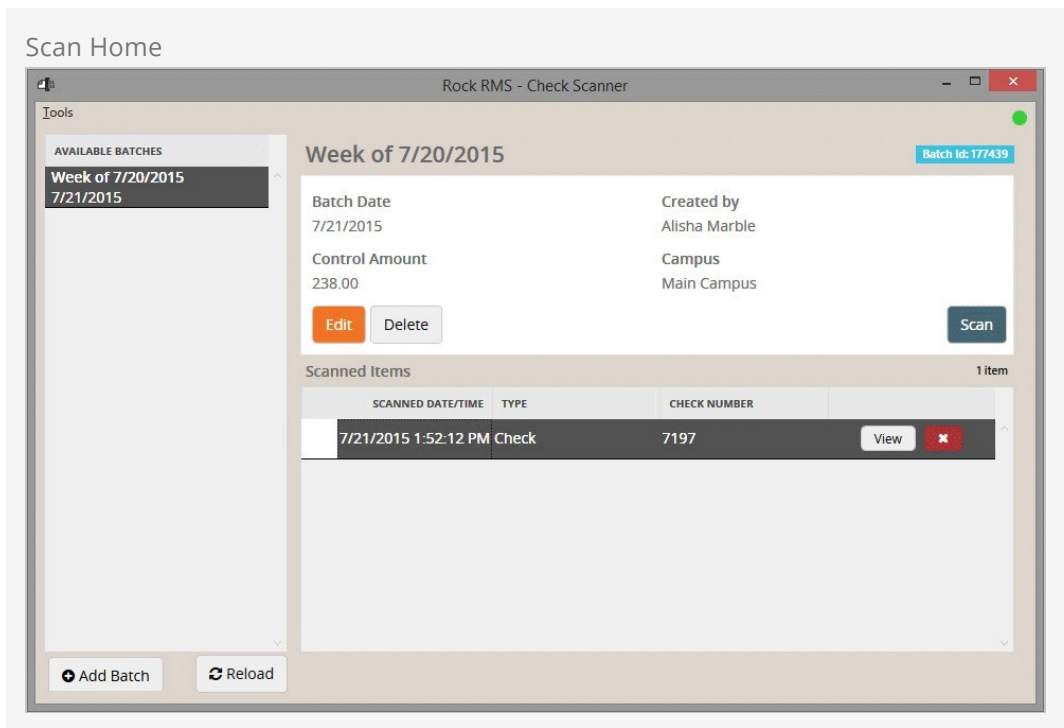 Scan Home
Rock RMS - Check Scanner
Tools
AVAILABLE BATCHES
Week of 7/20/2015
7/21/2015
Add Batch
Reload
Week of 7/20/2015
Batch Id: 177439
Batch Date
7/21/2015
Created by
Alisha Marble
Control Amount
238.00
Campus
Main Campus
Edit
Delete
Scan
Scanned Items
1 item
SCANNED DATE/TIME TYPE CHECK NUMBER
7/21/2015 1:52:12 PM Check 7197 View